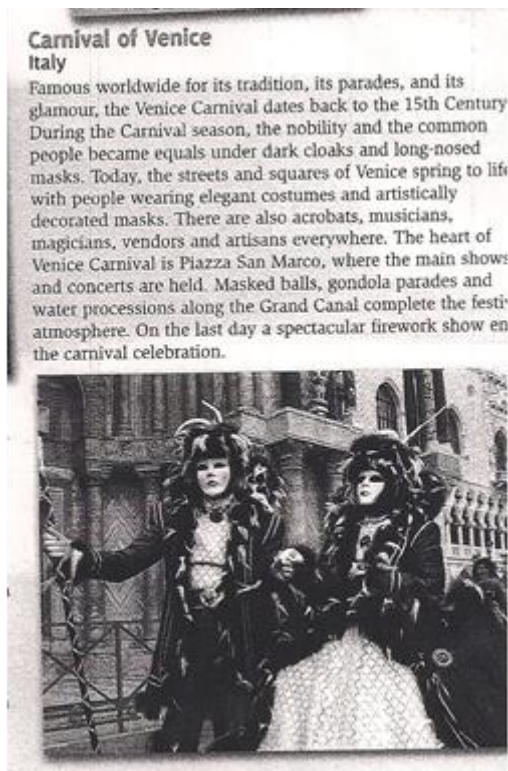 Carnival of Venice
Italy
Famous worldwide for its tradition, its parades, and its
glamour, the Venice Carnival dates back to the 15th Century
During the Carnival season, the nobility and the common
people became equals under dark cloaks and long-nosed
masks. Today, the streets and squares of Venice spring to life
with people wearing elegant costumes and artistically
decorated masks. There are also acrobats, musicians,
magicians, vendors and artisans everywhere. The heart of
Venice Carnival is Piazza San Marco, where the main shows
and concerts are held. Masked balls, gondola parades and
water processions along the Grand Canal complete the festi
atmosphere. On the last day a spectacular firework show en
the carnival celebration.